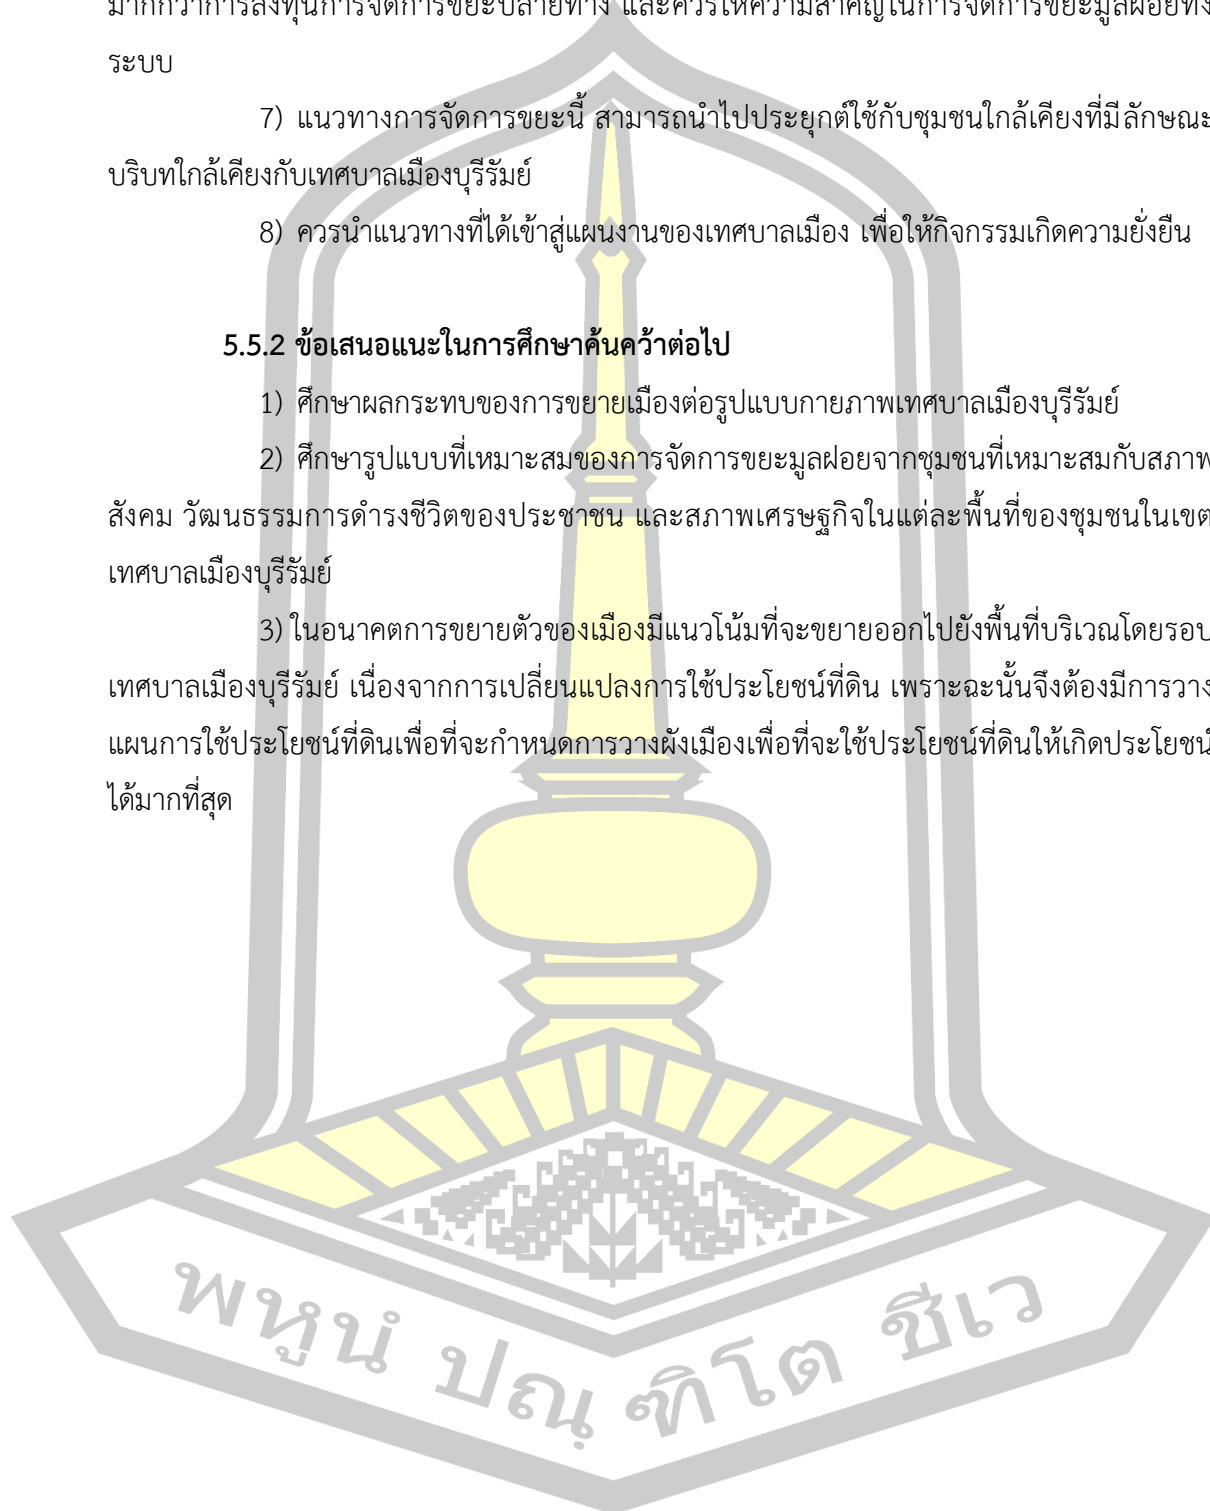 มากกว่าการลงทุนการจัดการขยะปลายทาง และควรให้ความสำคัญในการจัดการขยะมูลฝอยทั้ง
ระบบ
7) แนวทางการจัดการขยะนี้ สามารถนำไปประยุกต์ใช้กับชุมชนใกล้เคียงที่มีลักษณะ
บริบทใกล้เคียงกับเทศบาลเมืองบุรีรัมย์
8) ควรนำแนวทางที่ได้เข้าสู่แผนงานของเทศบาลเมือง เพื่อให้กิจกรรมเกิดความยั่งยืน
5.5.2 ข้อเสนอแนะในการศึกษาค้นคว้าต่อไป
1) ศึกษาผลกระทบของการขยายเมืองต่อรูปแบบกายภาพเทศบาลเมืองบุรีรัมย์
2) ศึกษารูปแบบที่เหมาะสมของการจัดการขยะมูลฝอยจากชุมชนที่เหมาะสมกับสภาพ
สังคม วัฒนธรรมการดำรงชีวิตของประชาชน และสภาพเศรษฐกิจในแต่ละพื้นที่ของชุมชนในเขต
เทศบาลเมืองบุรีรัมย์
3) ในอนาคตการขยายตัวของเมืองมีแนวโน้มที่จะขยายออกไปยังพื้นที่บริเวณโดยรอบ
เทศบาลเมืองบุรีรัมย์ เนื่องจากการเปลี่ยนแปลงการใช้ประโยชน์ที่ดิน เพราะฉะนั้นจึงต้องมีการวาง
แผนการใช้ประโยชน์ที่ดินเพื่อที่จะกำหนดการวางผังเมืองเพื่อที่จะใช้ประโยชน์ที่ดินให้เกิดประโยชน์
ได้มากที่สุด
พหูนํ ปณฺ ฑิโต ชีเว